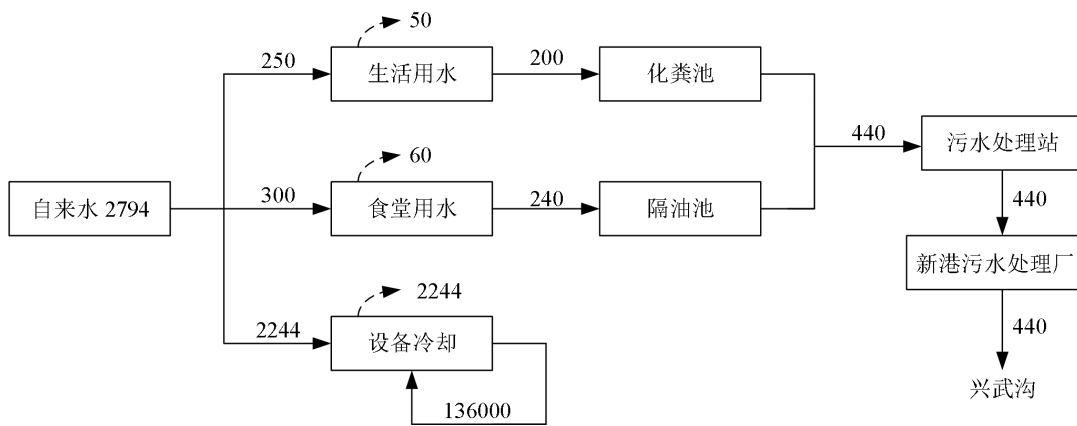 50
250
生活用水
200
化粪池
440
污水处理站
60
自来水 2794
300
食堂用水
240
隔油池
440
新港污水处理厂
2244
2244
设备冷却
440
136000
兴武沟